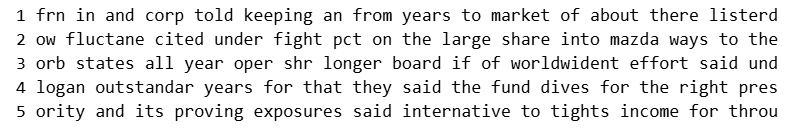 1 frn in and corp told keeping an from years to market of about there listerd
2 ow fluctane cited under fight pct on the large share into mazda ways to the
3 orb states all year oper shr longer board if of worldwident effort said und
4 logan outstandar years for that they said the fund dives for the right pres
5 ority and its proving exposures said internative to tights income for throu